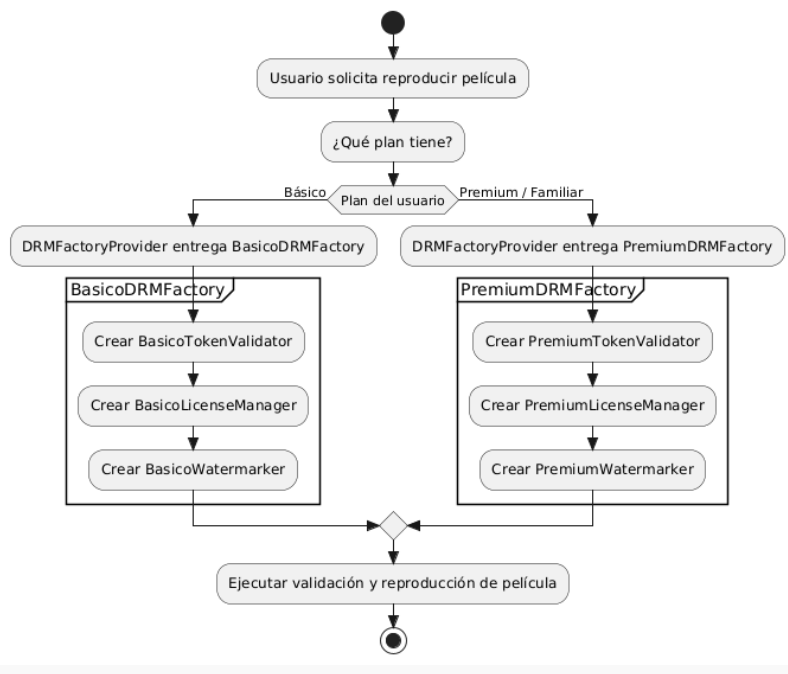 Usuario solicita reproducir película
¿Qué plan tiene?
Básico
Plan del usuario
Premium / Familiar
DRMFactoryProvider entrega BasicoDRMFactory
BasicoDRMFactory
Crear BasicoTokenValidator
Crear BasicoLicenseManager
Crear BasicoWatermarker
DRMFactoryProvider entrega PremiumDRMFactory
PremiumDRMFactory
Crear PremiumTokenValidator
Crear PremiumLicenseManager
Crear PremiumWatermarker
Ejecutar validación y reproducción de película